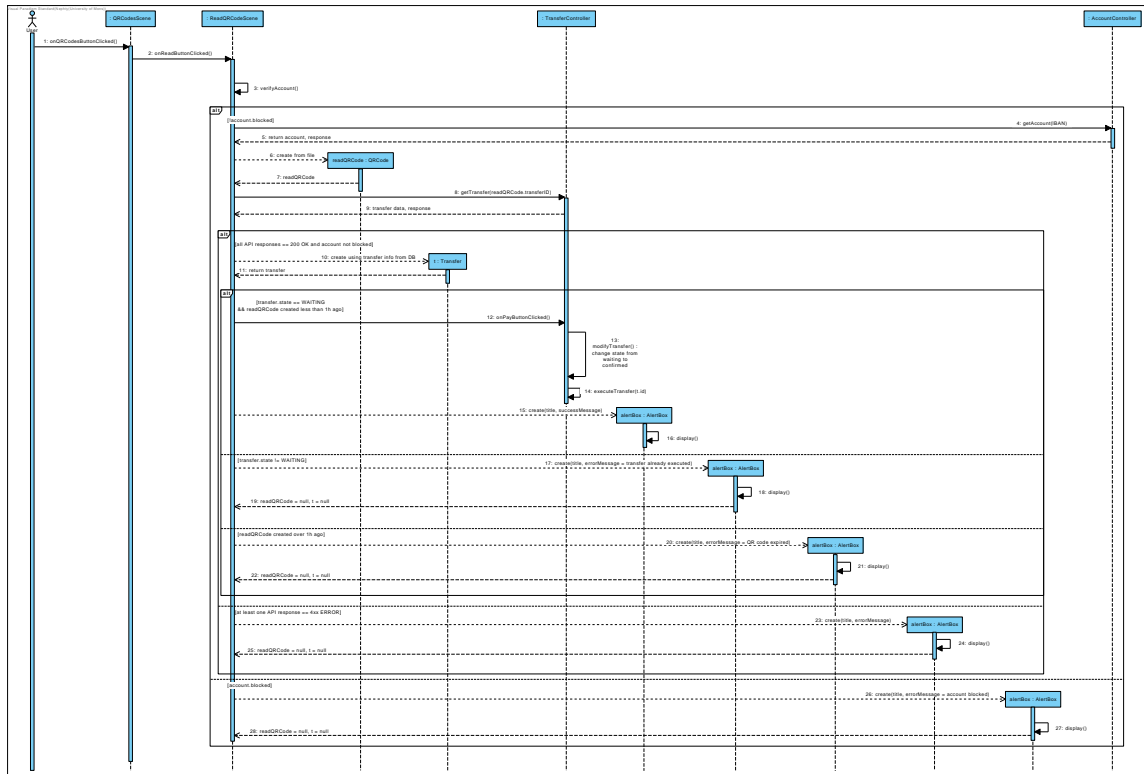 Visual Paradigm Standard(Sophia(University of Mons))
: QRCodesScene
: ReadQRCodeScene
: TransferController
: AccountController
User
1: onQRCodesButtonClicked()
2: onReadButtonClicked()
3: verifyAccount()
alt
[!account.blocked]
4: getAccount(IBAN)
5: return account, response
6: create from file
readQRCode : QRCode
7: readQRCode
8: getTransfer(readQRCode.transferID)
9: transfer data, response
alt
[all API responses == 200 OK and account not blocked]
10: create using transfer info from DB
t : Transfer
11: return transfer
alt
[transfer.state == WAITING
&& readQRCode created less than 1h ago]
12: onPayButtonClicked()
13:
modifyTransfer() :
change state from
waiting to
confirmed
14: executeTransfer(t.id)
15: create(title, successMessage)
alertBox : AlertBox
16: display()
[transfer.state != WAITING]
17: create(title, errorMessage = transfer already executed)
alertBox : AlertBox
18: display()
19: readQRCode = null, t = null
[readQRCode created over 1h ago]
20: create(title, errorMessage = QR code expired)
alertBox : AlertBox
21: display()
22: readQRCode = null, t = null
[at least one API response == 4xx ERROR]
23: create(title, errorMessage)
alertBox : AlertBox
24: display()
25: readQRCode = null, t = null
[account.blocked]
26: create(title, errorMessage = account blocked)
alertBox : AlertBox
27: display()
28: readQRCode = null, t = null